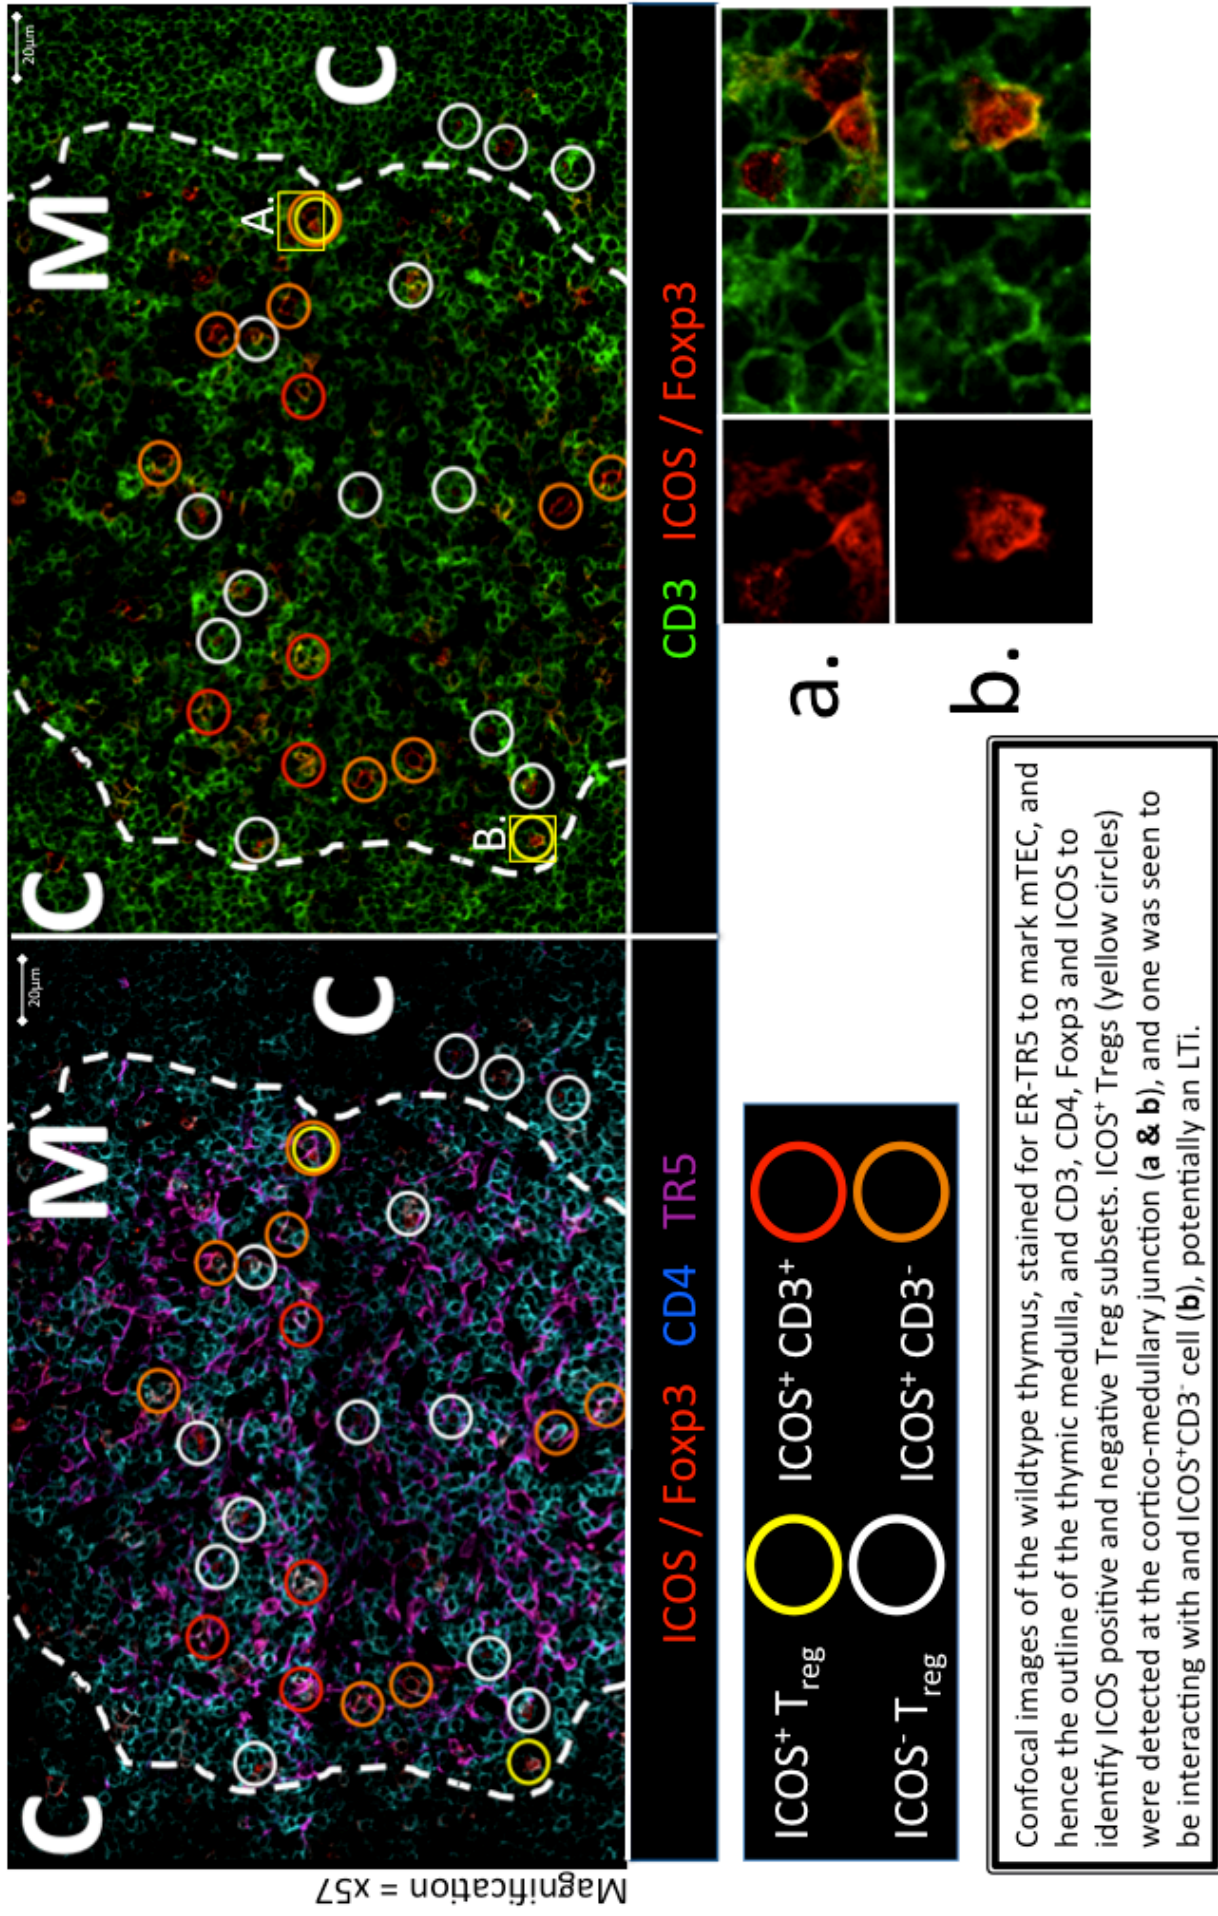 Magnification = x57
C
M
C
20µm
C
M
C
A.
B.
20µm
ICOS / Foxp3 CD4 TR5
CD3 ICOS / Foxp3
ICOS⁺ Treg ICOS⁺ CD3⁺
ICOS⁻ Treg ICOS⁺ CD3⁻
a.
b.
Confocal images of the wildtype thymus, stained for ER-TR5 to mark mTEC, and
hence the outline of the thymic medulla, and CD3, CD4, Foxp3 and ICOS to
identify ICOS positive and negative Treg subsets. ICOS⁺ Tregs (yellow circles)
were detected at the cortico-medullary junction (a & b), and one was seen to
be interacting with and ICOS⁺CD3⁻ cell (b), potentially an LTi.